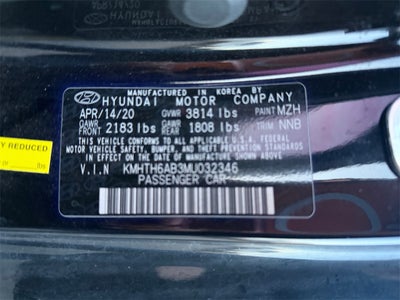 MANUFACTURED IN KOREA BY
HYUNDAI MOTOR COMPANY
APR/14/20 GVWR 3814 lbs PAINT MZH
GAWR FRONT 2183 lbs GAWR REAR 1808 lbs TRIM NNB
THIS VEHICLE CONFORMS TO ALL APPLICABLE U.S.A. FEDERAL
MOTOR VEHICLE SAFETY, BUMPER, AND THEFT PREVENTION
STANDARDS IN EFFECT ON THE DATE OF MANUFACTURE
SHOWN ABOVE.
V.I.N KMHTH6AB3MU032346
PASSENGER CAR
Y REDUCED
lbs